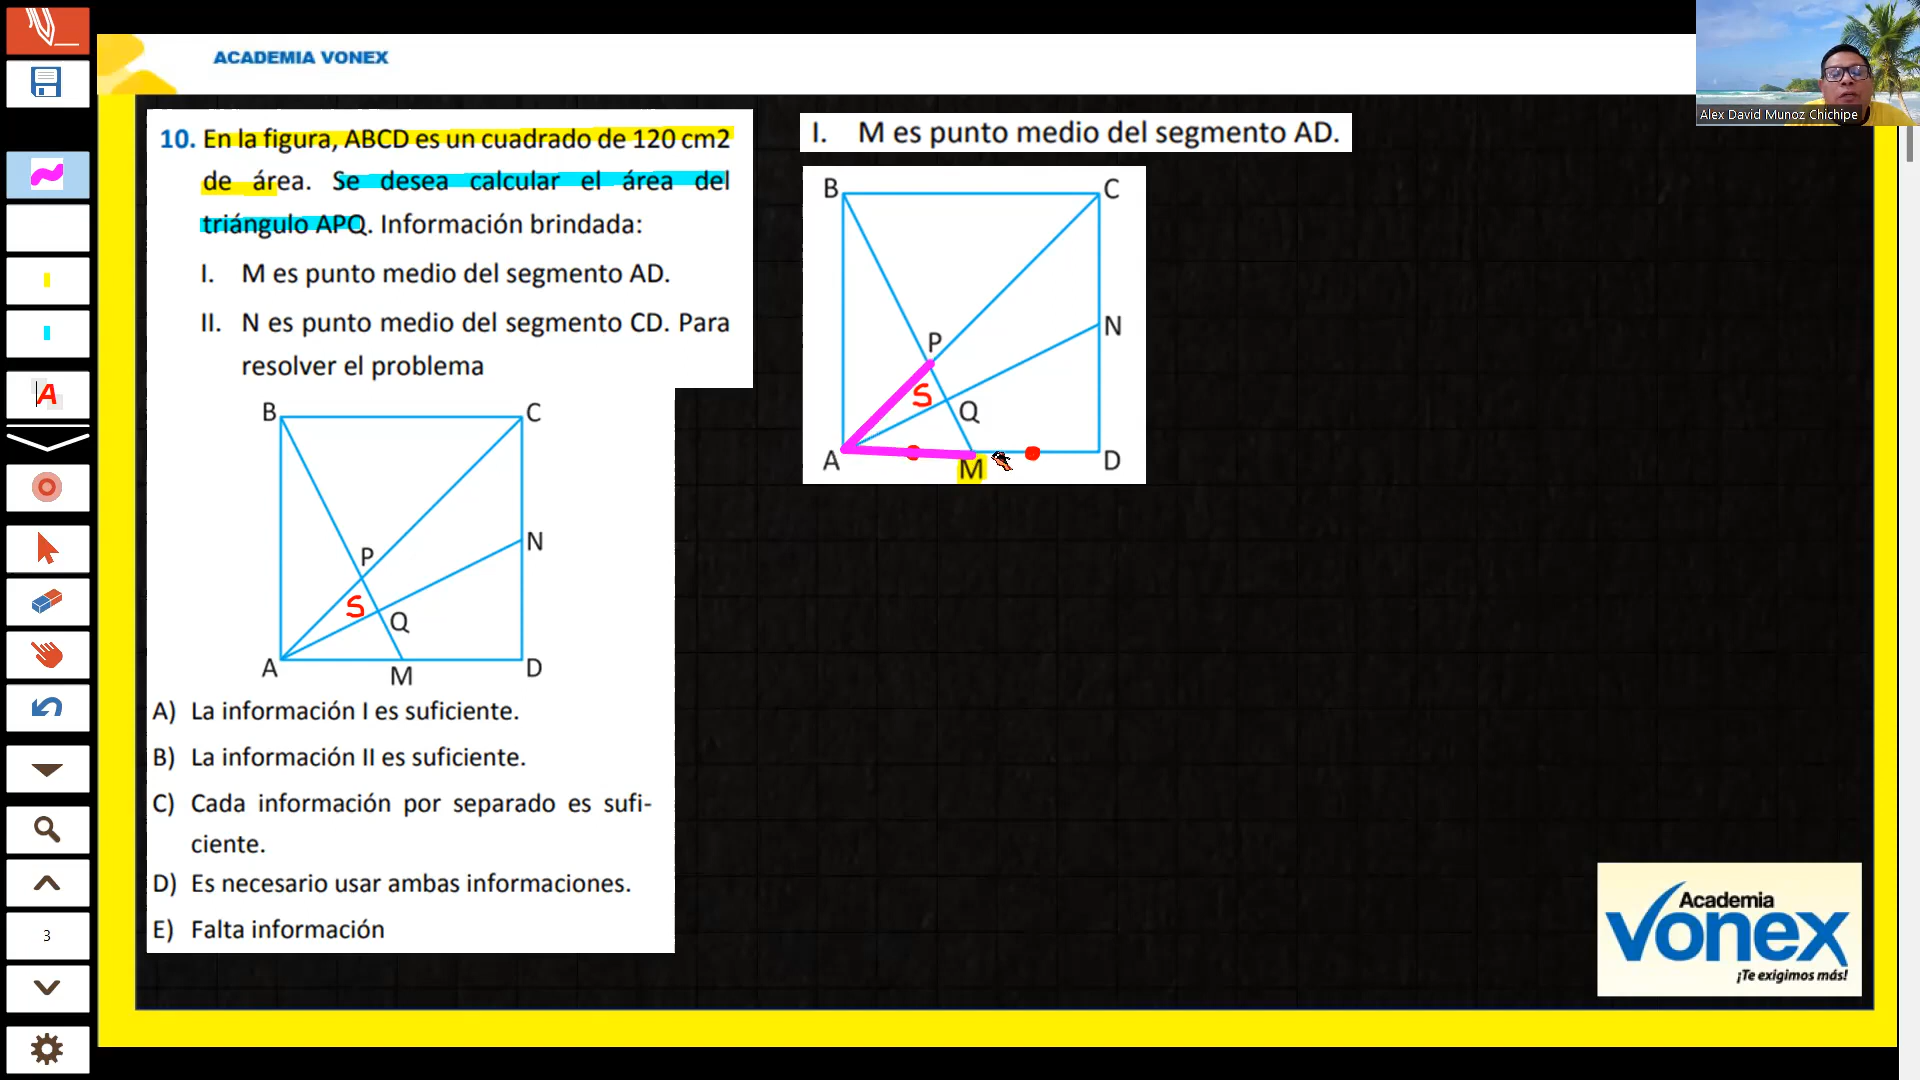 ACADEMIA VONEX
Alex David Munoz Chichipe
10. En la figura, ABCD es un cuadrado de 120 cm2
de área. Se desea calcular el área del
triángulo APQ. Información brindada:
I. M es punto medio del segmento AD.
II. N es punto medio del segmento CD. Para
resolver el problema
B
C
P
N
S
Q
A
M
D
A) La información I es suficiente.
B) La información II es suficiente.
C) Cada información por separado es sufi-
ciente.
D) Es necesario usar ambas informaciones.
E) Falta información
I. M es punto medio del segmento AD.
B
C
P
N
S
Q
A
M
D
A
3
Academia
vonex
¡Te exigimos más!